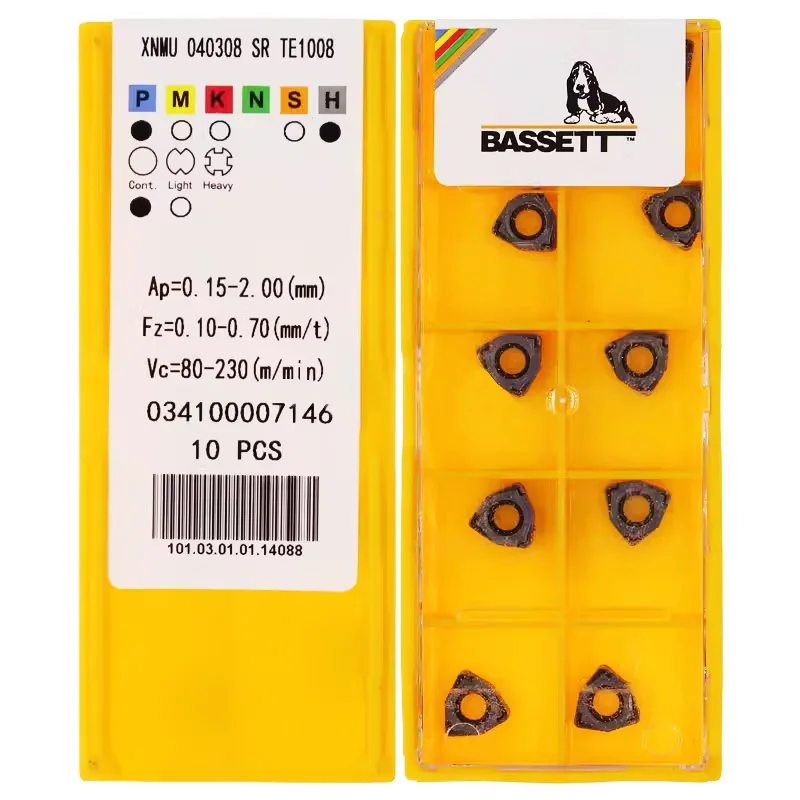 XNMU 040308 SR TE1008
P M K N S H
Cont. Light Heavy
Ap=0.15-2.00(mm)
Fz=0.10-0.70(mm/t)
Vc=80-230(m/min)
034100007146
10 PCS
101.03.01.01.14088
BASSETT™